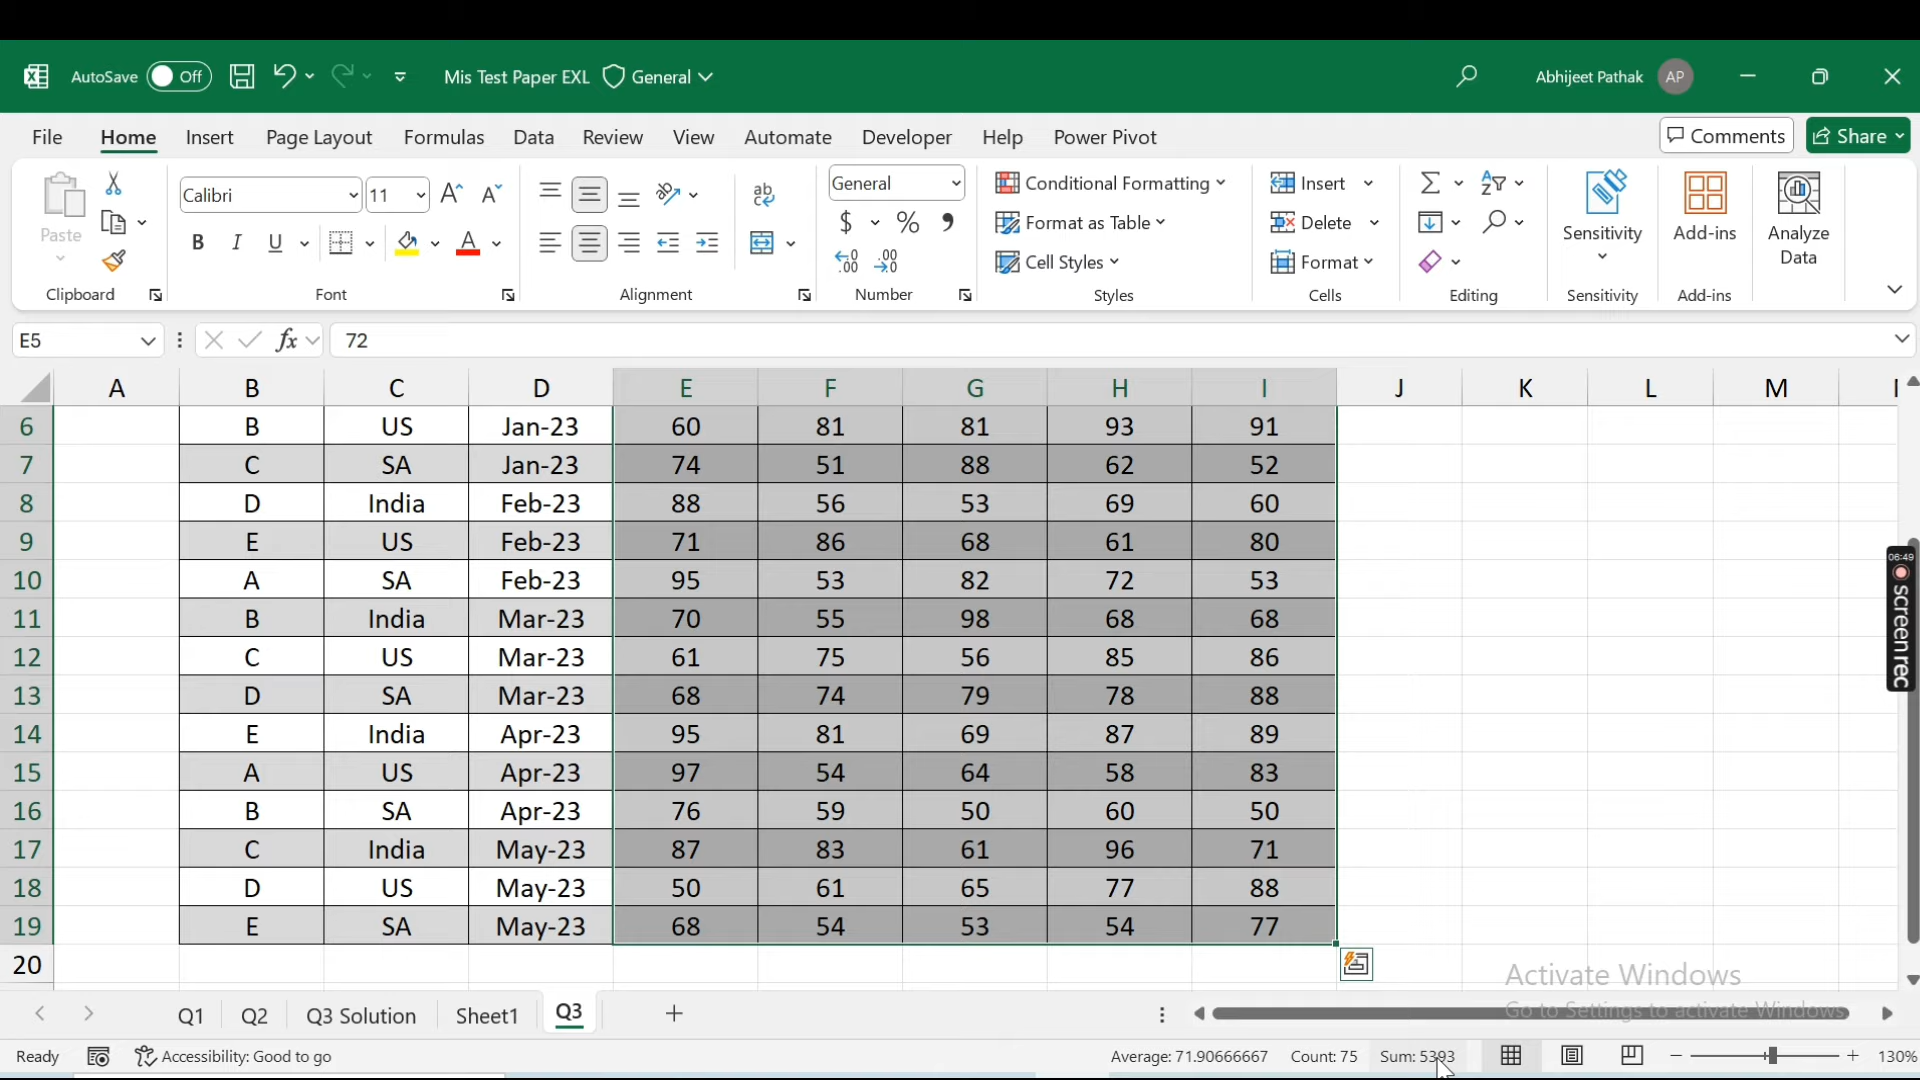 AutoSave Off Mis Test Paper EXL General Abhijeet Pathak AP
File Home Insert Page Layout Formulas Data Review View Automate Developer Help Power Pivot Comments Share
Paste Calibri 11 General Conditional Formatting Insert Sensitivity Add-ins Analyze Data
B I U $ % Format as Table Delete
Cell Styles Format
Clipboard Font Alignment Number Styles Cells Editing Sensitivity Add-ins
E5 fx 72
A B C D E F G H I J K L M
6 B US Jan-23 60 81 81 93 91
7 C SA Jan-23 74 51 88 62 52
8 D India Feb-23 88 56 53 69 60
9 E US Feb-23 71 86 68 61 80
10 A SA Feb-23 95 53 82 72 53
11 B India Mar-23 70 55 98 68 68
12 C US Mar-23 61 75 56 85 86
13 D SA Mar-23 68 74 79 78 88
14 E India Apr-23 95 81 69 87 89
15 A US Apr-23 97 54 64 58 83
16 B SA Apr-23 76 59 50 60 50
17 C India May-23 87 83 61 96 71
18 D US May-23 50 61 65 77 88
19 E SA May-23 68 54 53 54 77
20
06:49
screen rec
Activate Windows
Go to Settings to activate Windows.
Q1 Q2 Q3 Solution Sheet1 Q3
Ready Accessibility: Good to go Average: 71.90666667 Count: 75 Sum: 5393 130%